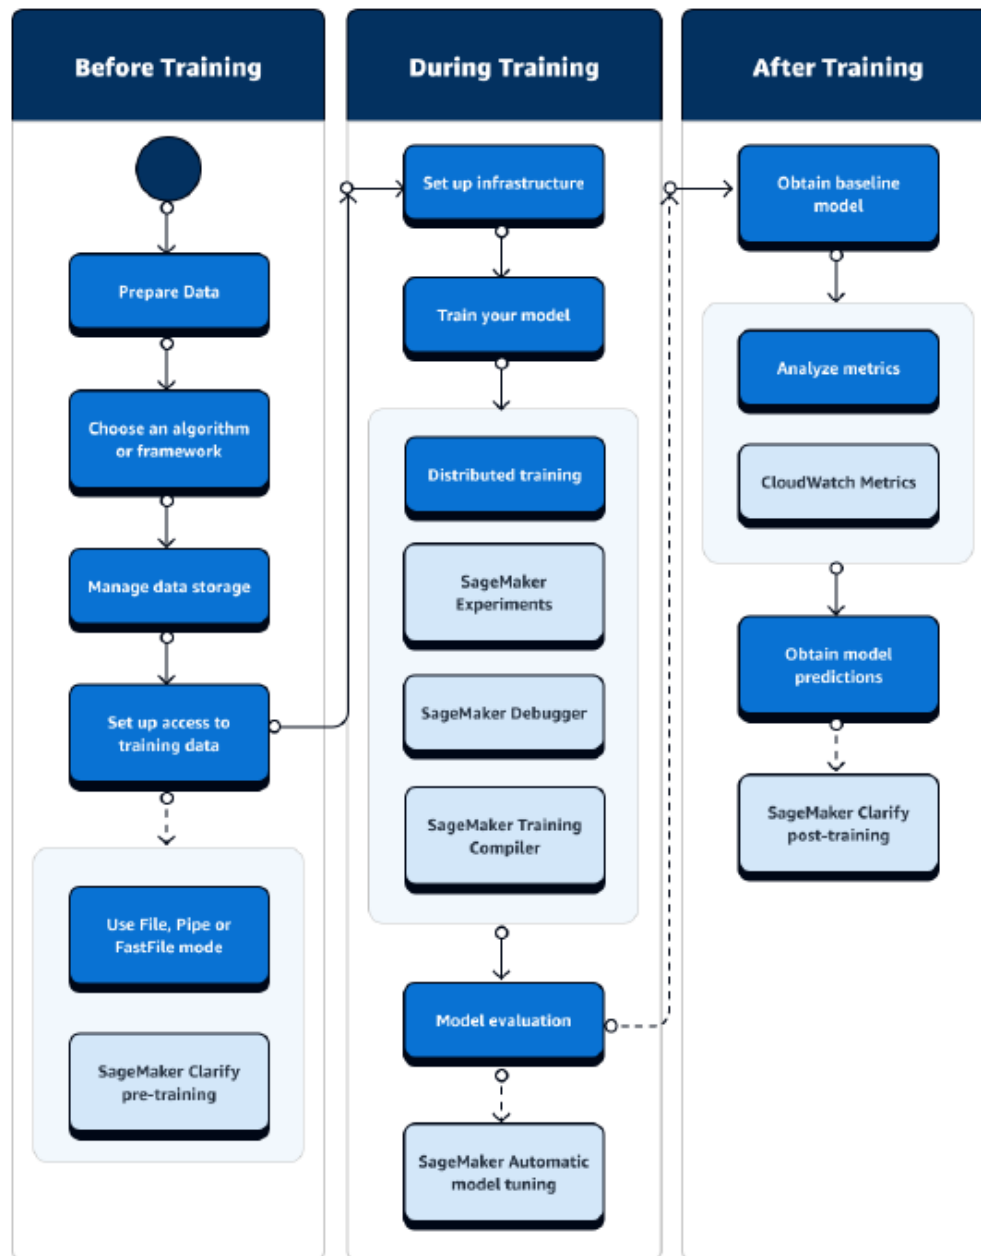 Before Training
Prepare Data
Choose an algorithm
or framework
Manage data storage
Set up access to
training data
Use File, Pipe or
FastFile mode
SageMaker Clarify
pre-training
During Training
Set up infrastructure
Train your model
Distributed training
SageMaker
Experiments
SageMaker Debugger
SageMaker Training
Compiler
Model evaluation
SageMaker Automatic
model tuning
After Training
Obtain baseline
model
Analyze metrics
CloudWatch Metrics
Obtain model
predictions
SageMaker Clarify
post-training